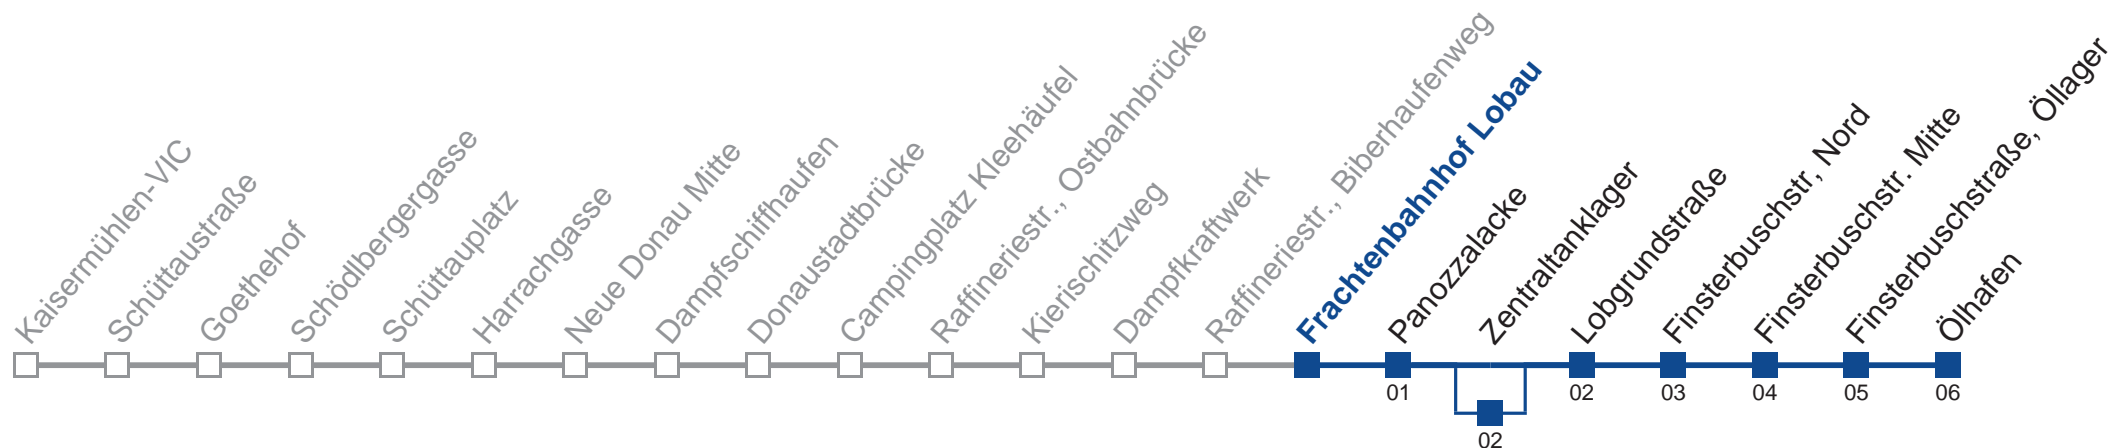 Kaisermühlen-VIC
Schüttaustraße
Goethehof
Schödlbergergasse
Schüttauplatz
Harrachgasse
Neue Donau Mitte
Dampfschiffhaufen
Donaustadtbrücke
Campingplatz Kleehäufel
Raffineriestr., Ostbahnbrücke
Kierischitzweg
Dampfkraftwerk
Raffineriestr., Biberhaufenweg
Frachtenbahnhof Lobau
Panozzalacke
Zentraltanklager
Lobgrundstraße
Finsterbuschstr, Nord
Finsterbuschstr. Mitte
Finsterbuschstraße, Öllager
Ölhafen
01
02
03
04
05
06
02